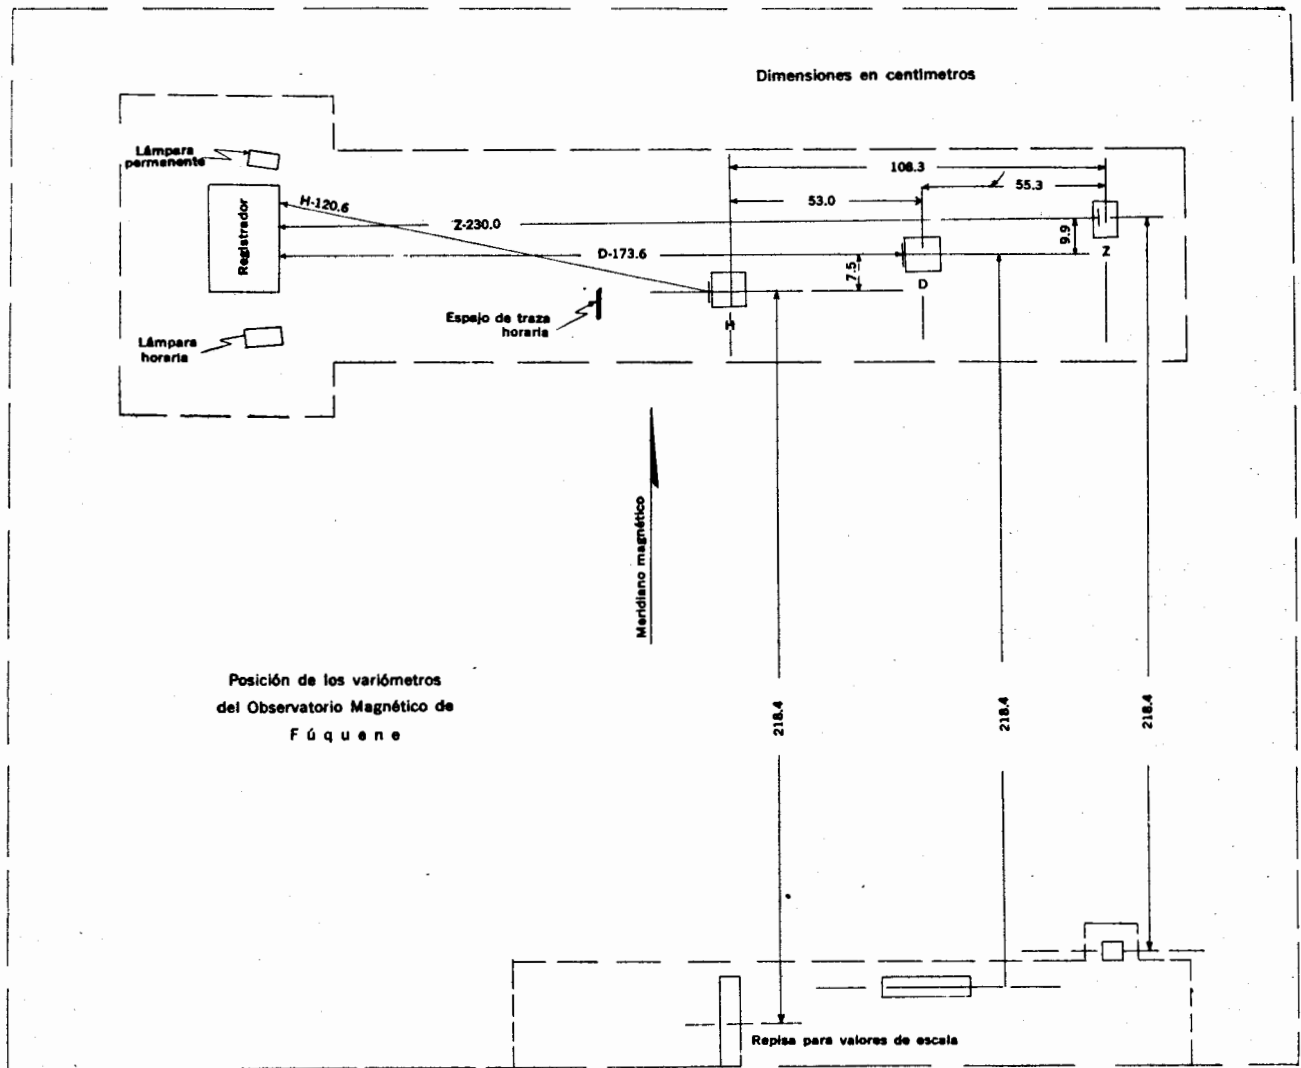 Dimensiones en centimetros
Lámpara
permanente
108.3
55.3
53.0
H-120.6
Z-230.0
9.9
Registrador
D-173.6
7.5
Z
D
Espejo de traza
horaria
H
Lámpara
horaria
Meridiano magnético
Posición de los variómetros
del Observatorio Magnético de
Fúquene
218.4
218.4
218.4
Repisa para valores de escala